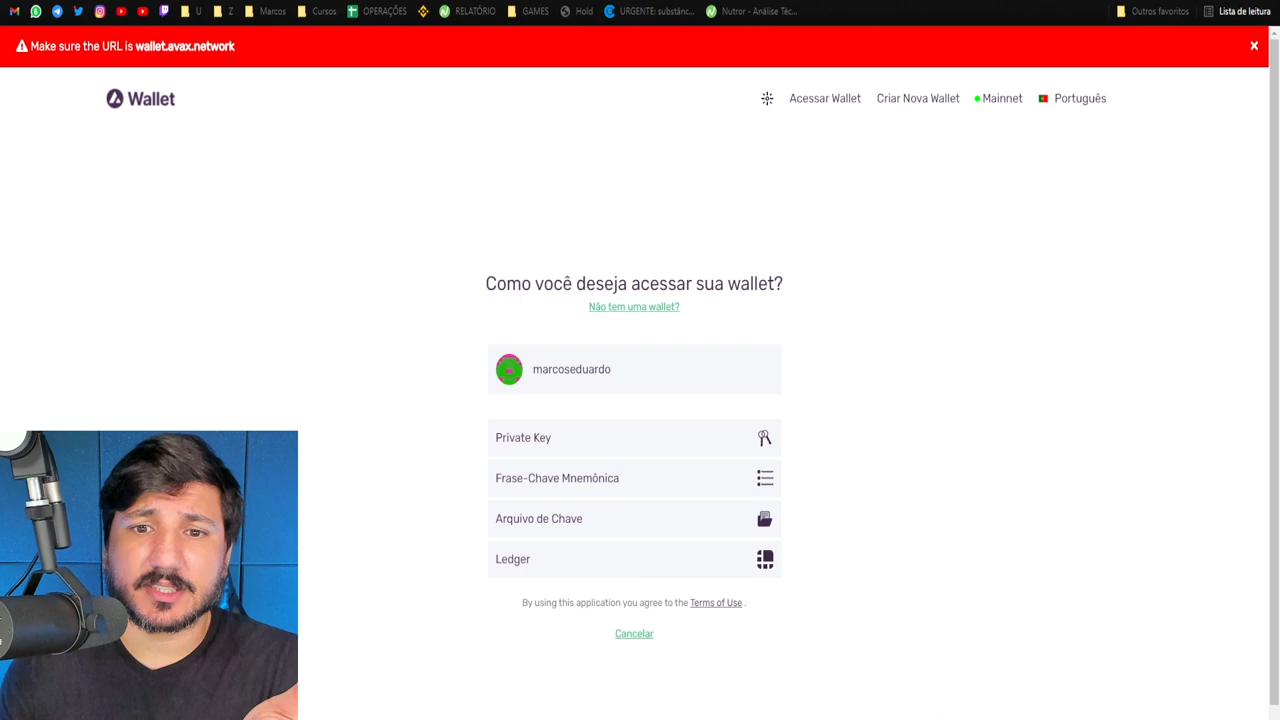 U
Z
Marcos
Cursos
OPERAÇÕES
RELATÓRIO
GAMES
Hold
URGENTE: substânc...
Nutror - Análise Téc...
Outros favoritos
Lista de leitura
Make sure the URL is wallet.avax.network
×
Wallet
Acessar Wallet
Criar Nova Wallet
Mainnet
Português
Como você deseja acessar sua wallet?
Não tem uma wallet?
marcoseduardo
Private Key
Frase-Chave Mnemônica
Arquivo de Chave
Ledger
By using this application you agree to the Terms of Use .
Cancelar